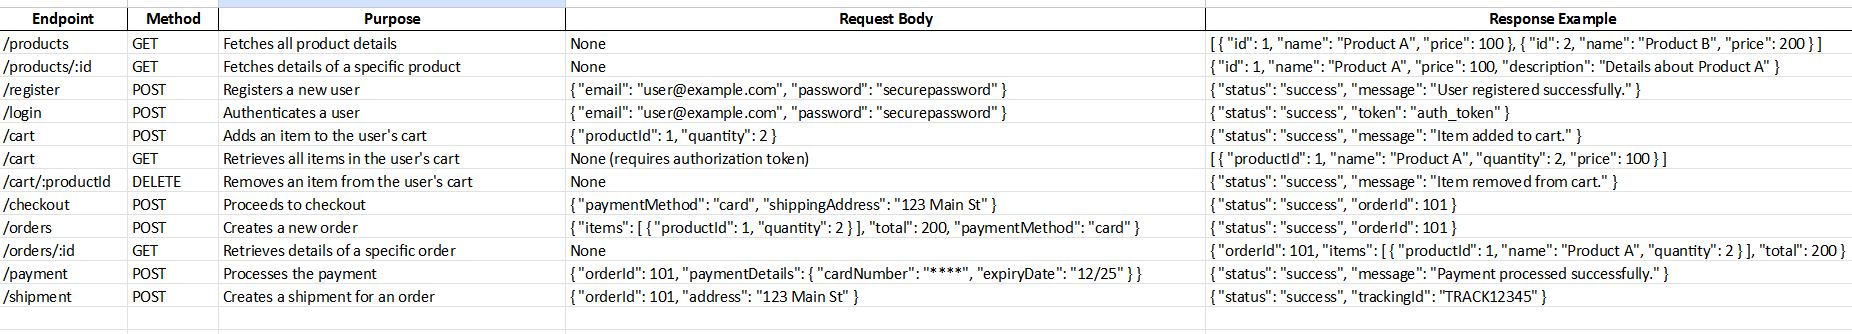 Endpoint Method Purpose Request Body Response Example
/products GET Fetches all product details None [ { "id": 1, "name": "Product A", "price": 100 }, { "id": 2, "name": "Product B", "price": 200 } ]
/products/:id GET Fetches details of a specific product None { "id": 1, "name": "Product A", "price": 100, "description": "Details about Product A" }
/register POST Registers a new user { "email": "user@example.com", "password": "securepassword" } { "status": "success", "message": "User registered successfully." }
/login POST Authenticates a user { "email": "user@example.com", "password": "securepassword" } { "status": "success", "token": "auth_token" }
/cart POST Adds an item to the user's cart { "productId": 1, "quantity": 2 } { "status": "success", "message": "Item added to cart." }
/cart GET Retrieves all items in the user's cart None (requires authorization token) [ { "productId": 1, "name": "Product A", "quantity": 2, "price": 100 } ]
/cart/:productId DELETE Removes an item from the user's cart None { "status": "success", "message": "Item removed from cart." }
/checkout POST Proceeds to checkout { "paymentMethod": "card", "shippingAddress": "123 Main St" } { "status": "success", "orderId": 101 }
/orders POST Creates a new order { "items": [ { "productId": 1, "quantity": 2 } ], "total": 200, "paymentMethod": "card" } { "status": "success", "orderId": 101 }
/orders/:id GET Retrieves details of a specific order None { "orderId": 101, "items": [ { "productId": 1, "name": "Product A", "quantity": 2 } ], "total": 200 }
/payment POST Processes the payment { "orderId": 101, "paymentDetails": { "cardNumber": "****", "expiryDate": "12/25" } } { "status": "success", "message": "Payment processed successfully." }
/shipment POST Creates a shipment for an order { "orderId": 101, "address": "123 Main St" } { "status": "success", "trackingId": "TRACK12345" }